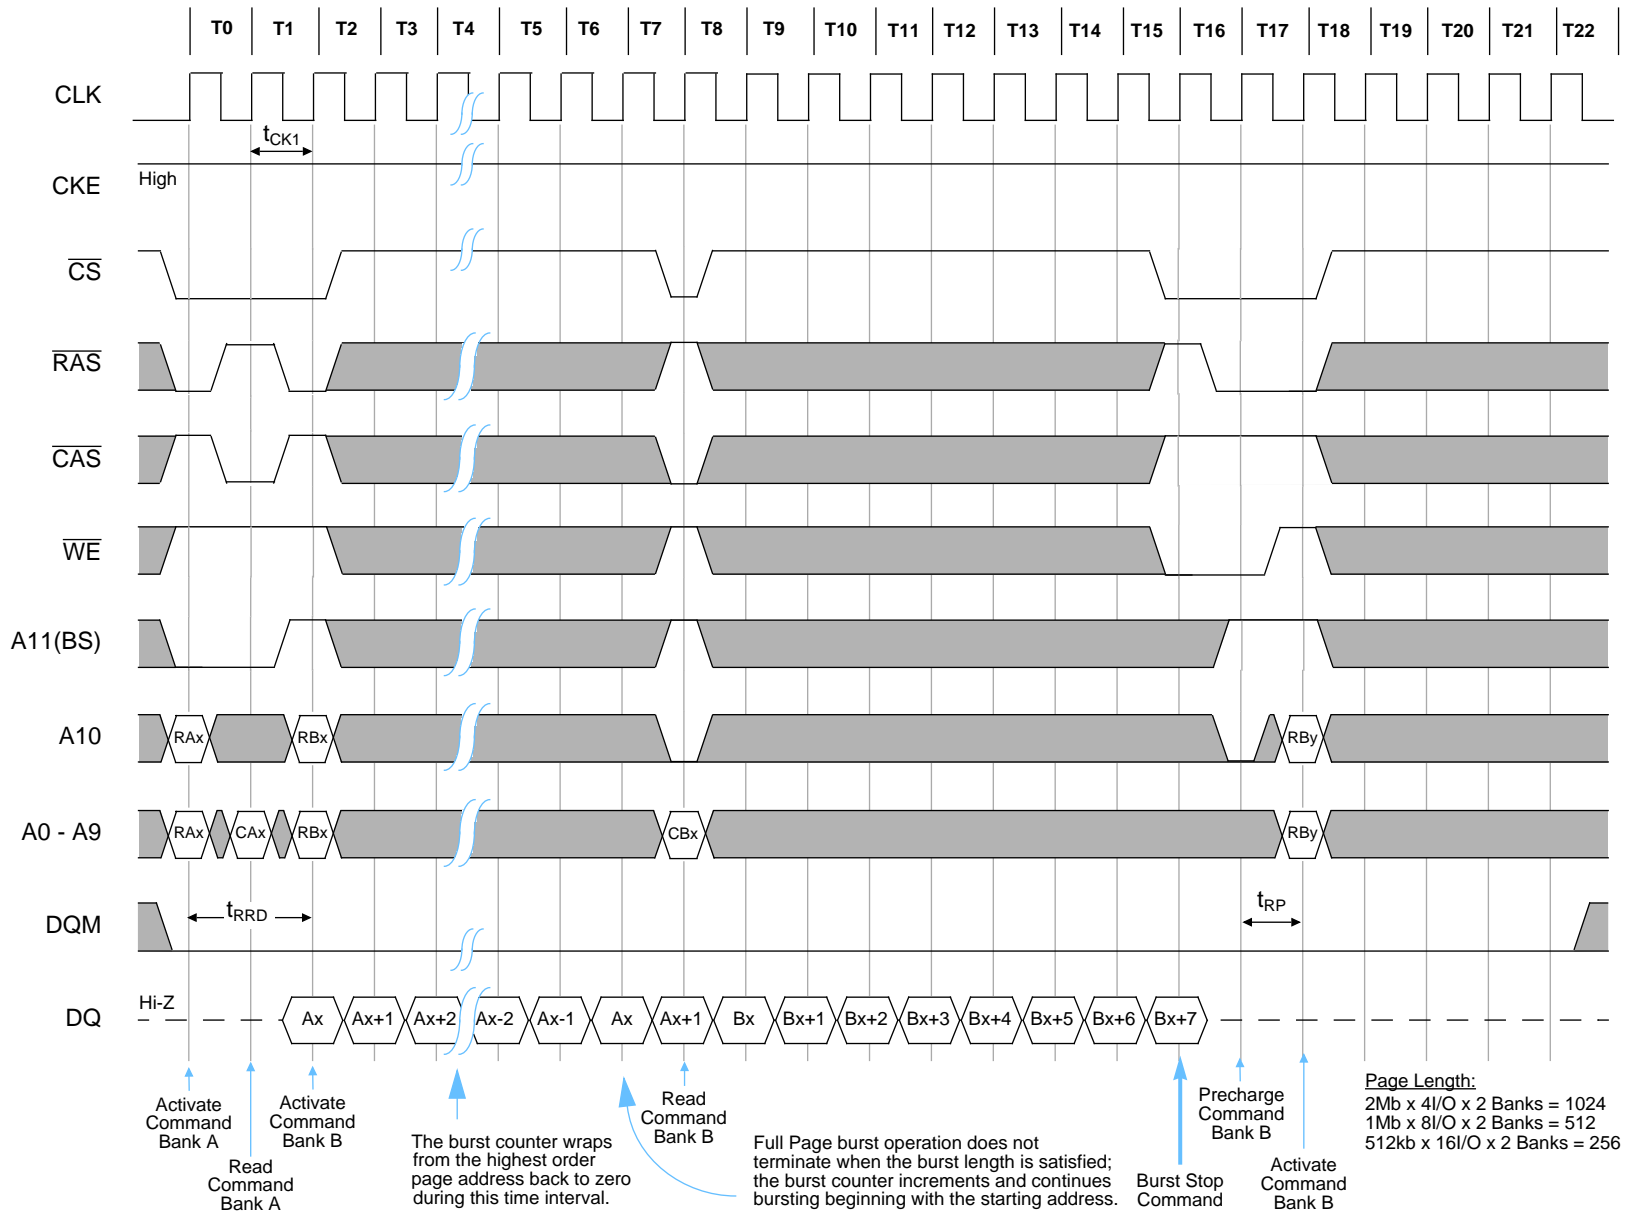 T0 T1 T2 T3 T4 T5 T6 T7 T8 T9 T10 T11 T12 T13 T14 T15 T16 T17 T18 T19 T20 T21 T22
CLK
tCK1
CKE
High
CS
RAS
CAS
WE
A11(BS)
A10
RAx RBx RBy
A0 - A9
RAx CAx RBx CBx RBy
DQM
tRRD
tRP
DQ
Hi-Z
Ax Ax+1 Ax+2 Ax-2 Ax-1 Ax Ax+1 Bx Bx+1 Bx+2 Bx+3 Bx+4 Bx+5 Bx+6 Bx+7
Activate
Command
Bank A
Read
Command
Bank A
Activate
Command
Bank B
The burst counter wraps
from the highest order
page address back to zero
during this time interval.
Read
Command
Bank B
Full Page burst operation does not
terminate when the burst length is satisfied;
the burst counter increments and continues
bursting beginning with the starting address.
Burst Stop
Command
Precharge
Command
Bank B
Activate
Command
Bank B
Page Length:
2Mb x 4I/O x 2 Banks = 1024
1Mb x 8I/O x 2 Banks = 512
512kb x 16I/O x 2 Banks = 256